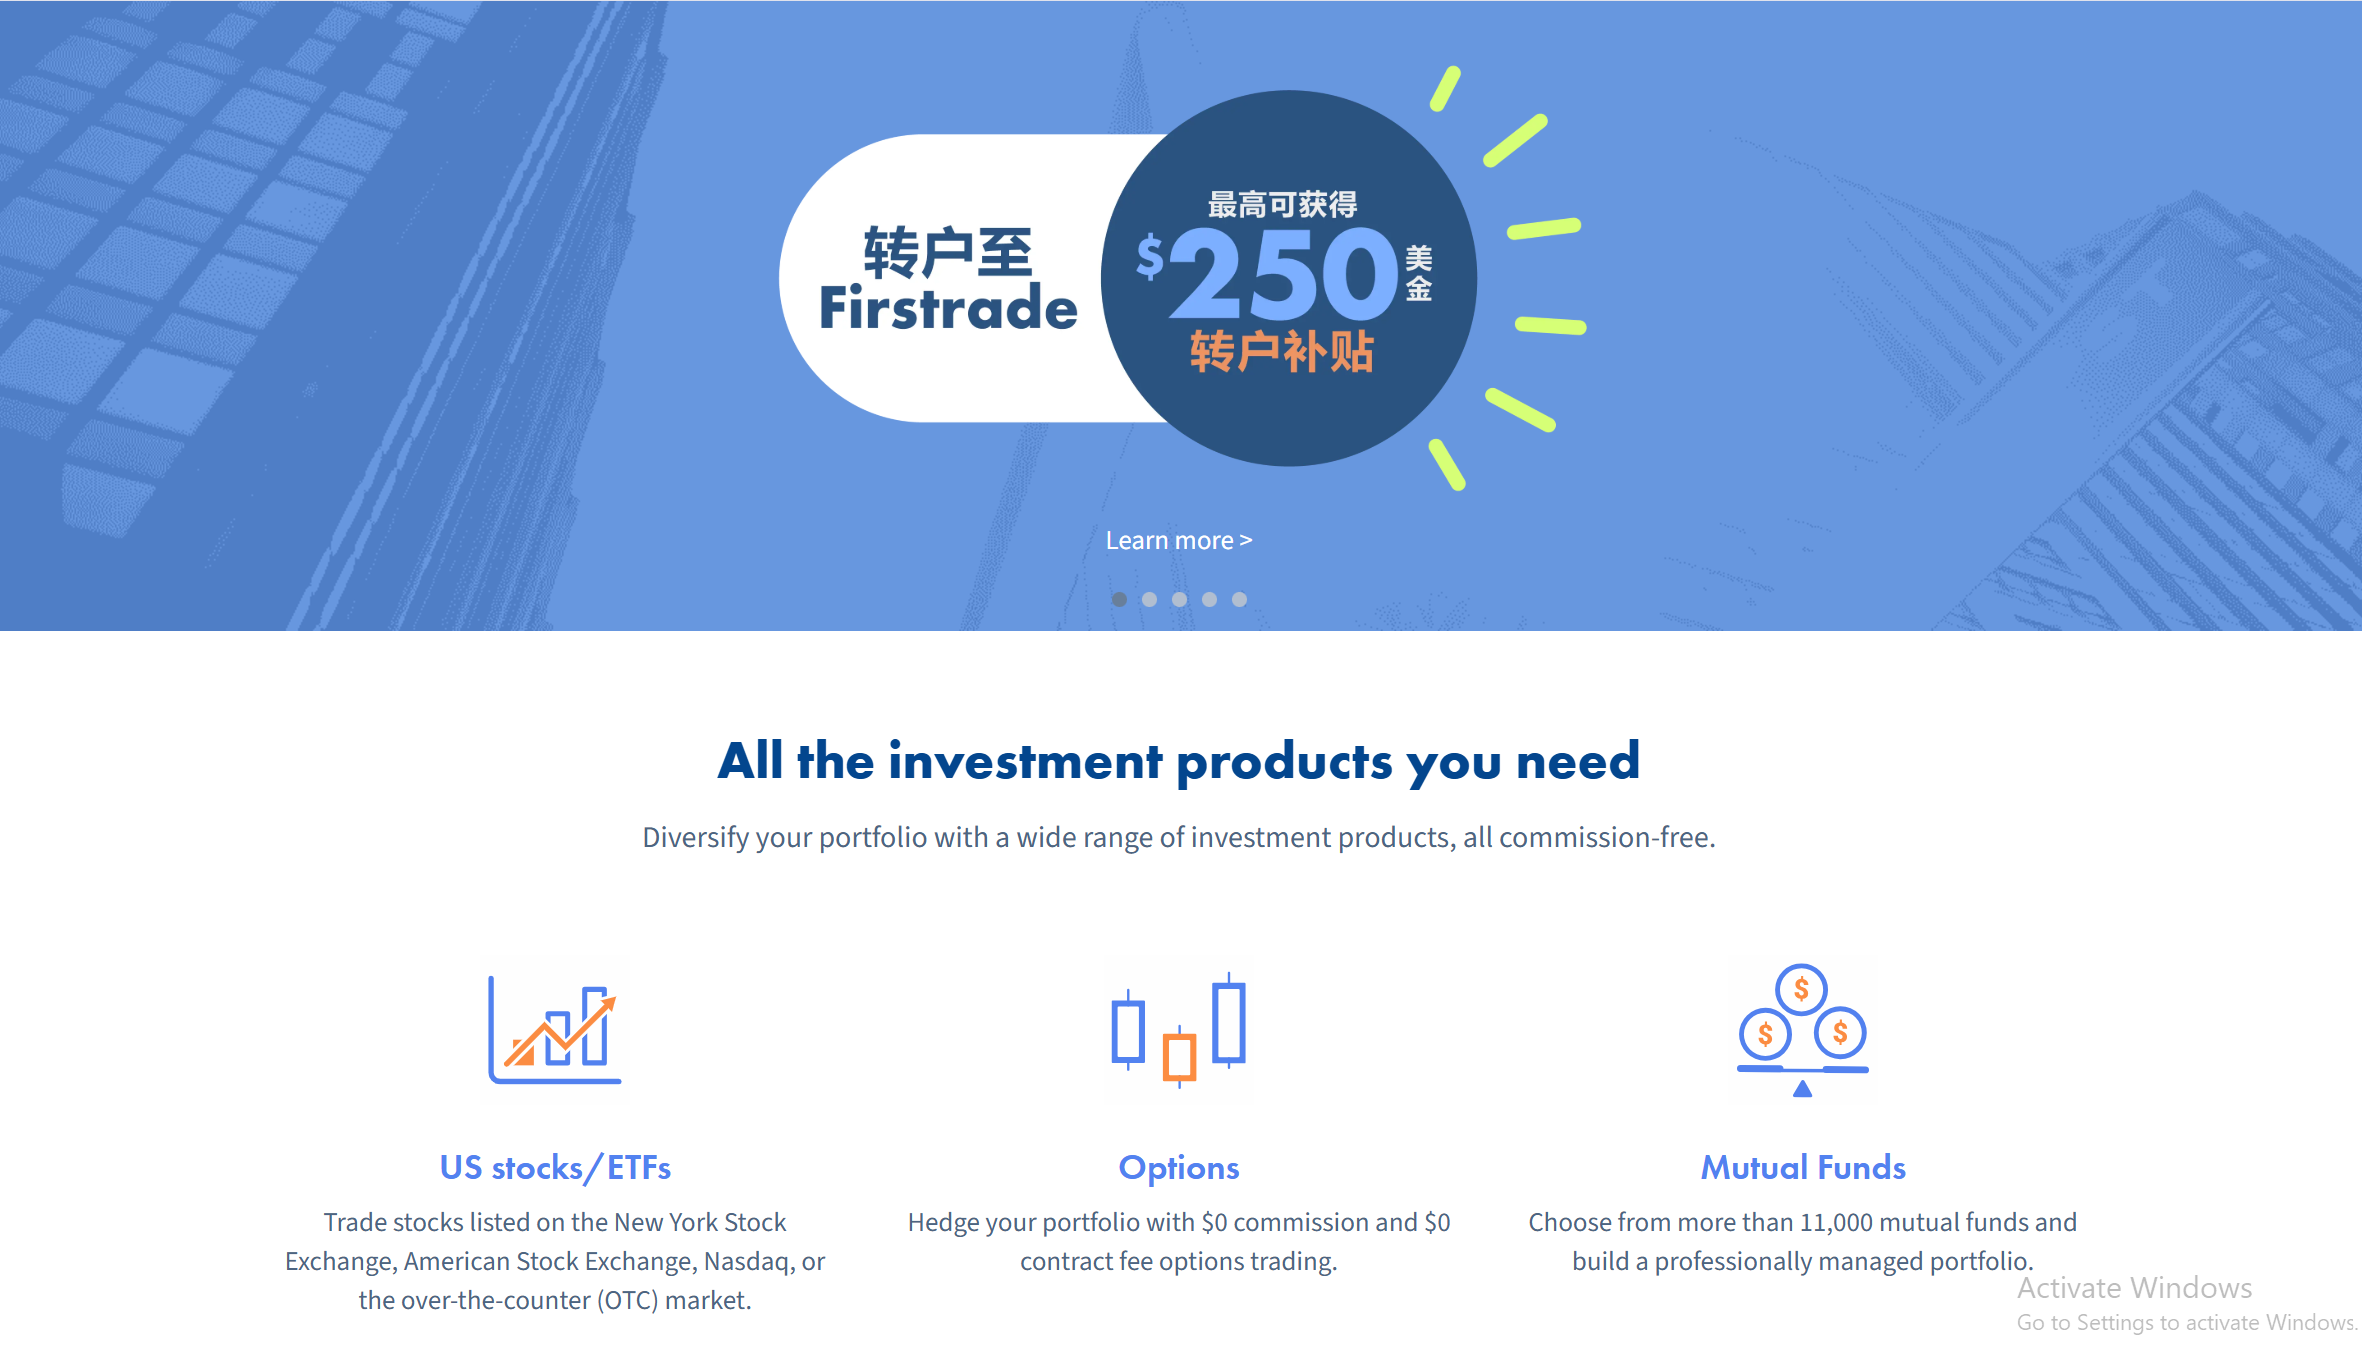 转户至
Firstrade
最高可获得
$250美金
转户补贴
Learn more >
All the investment products you need
Diversify your portfolio with a wide range of investment products, all commission-free.
US stocks/ETFs
Trade stocks listed on the New York Stock
Exchange, American Stock Exchange, Nasdaq, or
the over-the-counter (OTC) market.
Options
Hedge your portfolio with $0 commission and $0
contract fee options trading.
Mutual Funds
Choose from more than 11,000 mutual funds and
build a professionally managed portfolio.
Activate Windows
Go to Settings to activate Windows.